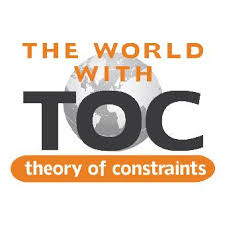 THE WORLD
WITH
TOC
theory of constraints